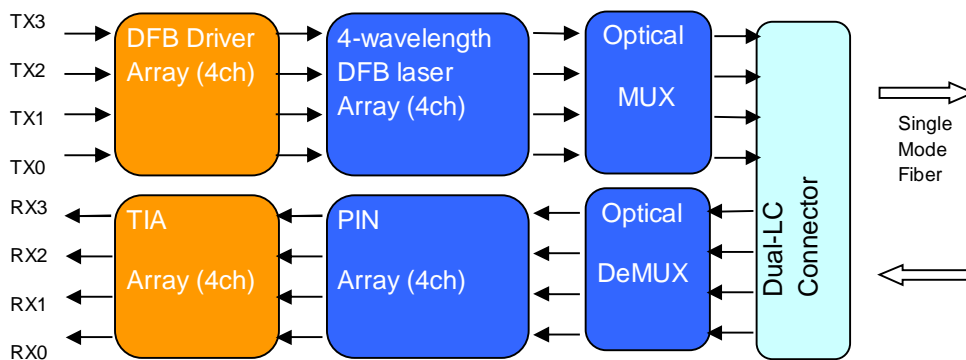 TX3
TX2
TX1
TX0
DFB Driver
Array (4ch)
4-wavelength
DFB laser
Array (4ch)
Optical
MUX
Dual-LC
Connector
Single
Mode
Fiber
RX3
RX2
RX1
RX0
TIA
Array (4ch)
PIN
Array (4ch)
Optical
DeMUX